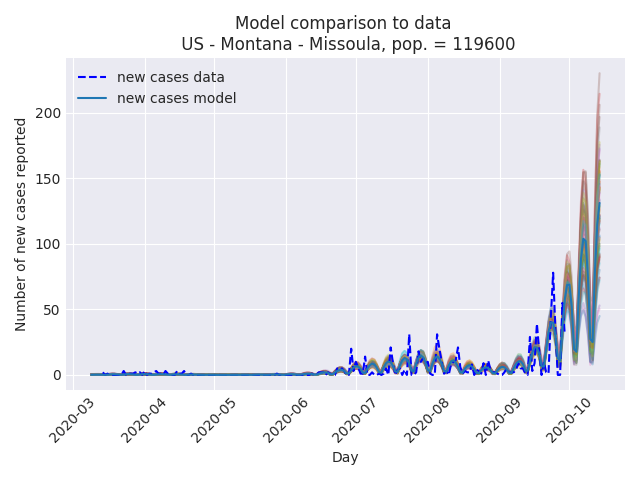 Model comparison to data
US - Montana - Missoula, pop. = 119600
new cases data
new cases model
Number of new cases reported
200
150
100
50
0
2020-03
2020-04
2020-05
2020-06
2020-07
2020-08
2020-09
2020-10
Day